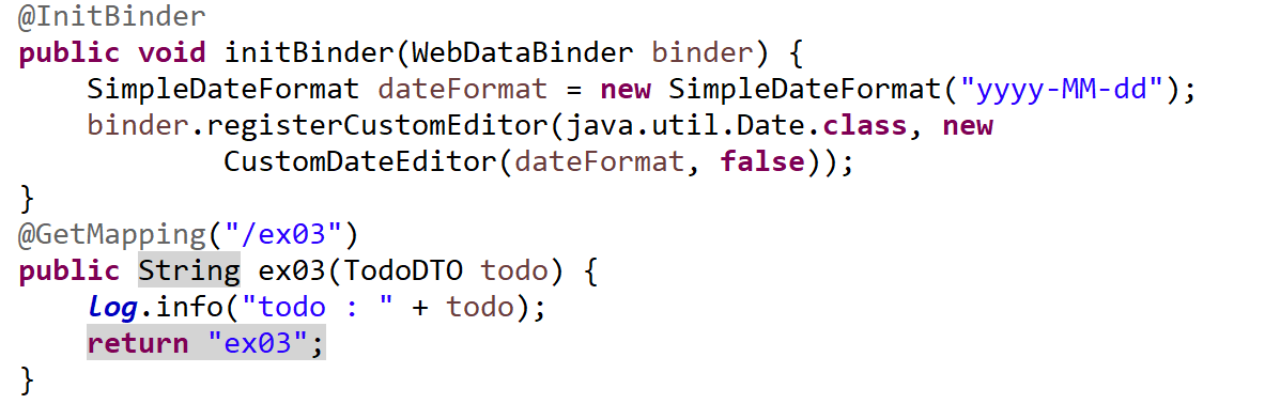 @InitBinder
public void initBinder(WebDataBinder binder) {
    SimpleDateFormat dateFormat = new SimpleDateFormat("yyyy-MM-dd");
    binder.registerCustomEditor(java.util.Date.class, new
            CustomDateEditor(dateFormat, false));
}
@GetMapping("/ex03")
public String ex03(TodoDTO todo) {
    log.info("todo : " + todo);
    return "ex03";
}